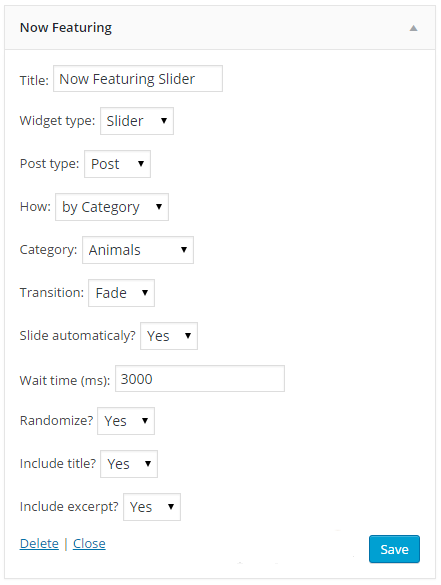 Now Featuring
Title: Now Featuring Slider
Widget type: Slider
Post type: Post
How: by Category
Category: Animals
Transition: Fade
Slide automaticaly? Yes
Wait time (ms): 3000
Randomize? Yes
Include title? Yes
Include excerpt? Yes
Delete | Close Save